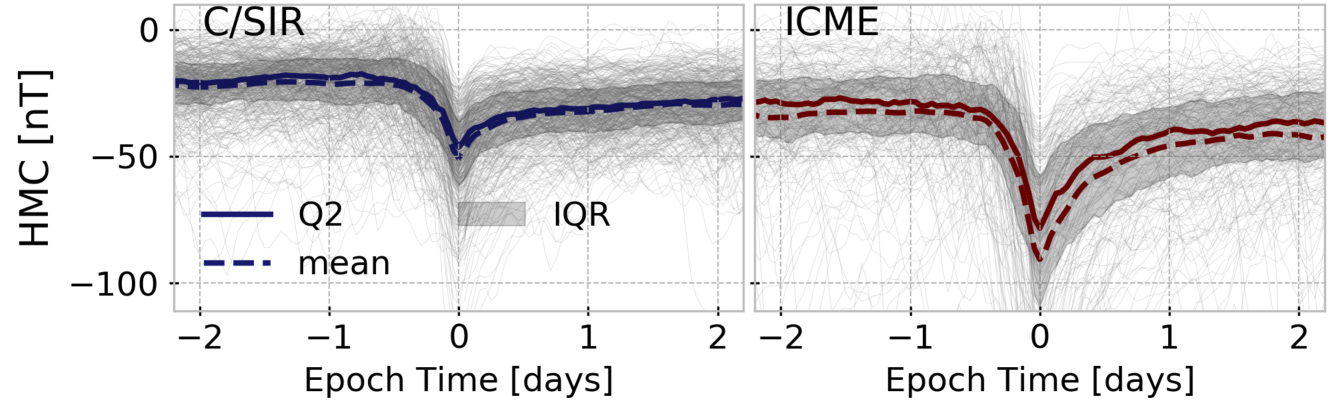 C/SIR
ICME
HMC [nT]
0
−50
−100
Q2
mean
IQR
−2
−1
0
1
2
−2
−1
0
1
2
Epoch Time [days]
Epoch Time [days]